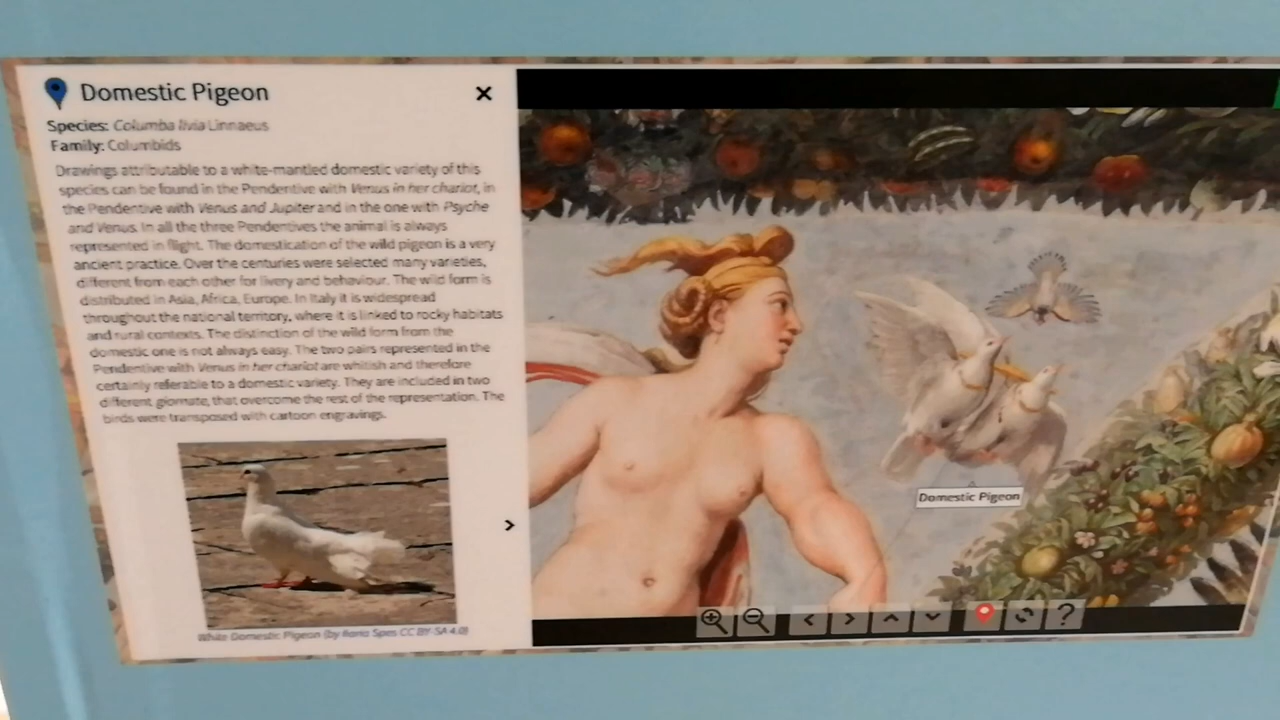 Domestic Pigeon
Species: Columba livia Linnaeus
Family: Columbids
Drawings attributable to a white-mantled domestic variety of this
species can be found in the Pendentive with Venus in her chariot, in
the Pendentive with Venus and Jupiter and in the one with Psyche
and Venus. In all the three Pendentives the animal is always
represented in flight. The domestication of the wild pigeon is a very
ancient practice. Over the centuries were selected many varieties,
different from each other for livery and behaviour. The wild form is
distributed in Asia, Africa, Europe. In Italy it is widespread
throughout the national territory, where it is linked to rocky habitats
and rural contexts. The distinction of the wild form from the
domestic one is not always easy. The two pairs represented in the
Pendentive with Venus in her chariot are whitish and therefore
certainly referable to a domestic variety. They are included in two
different giornate, that overcome the rest of the representation. The
birds were transposed with cartoon engravings.
White Domestic Pigeon (by Ilaria Spes CC BY-SA 4.0)
Domestic Pigeon